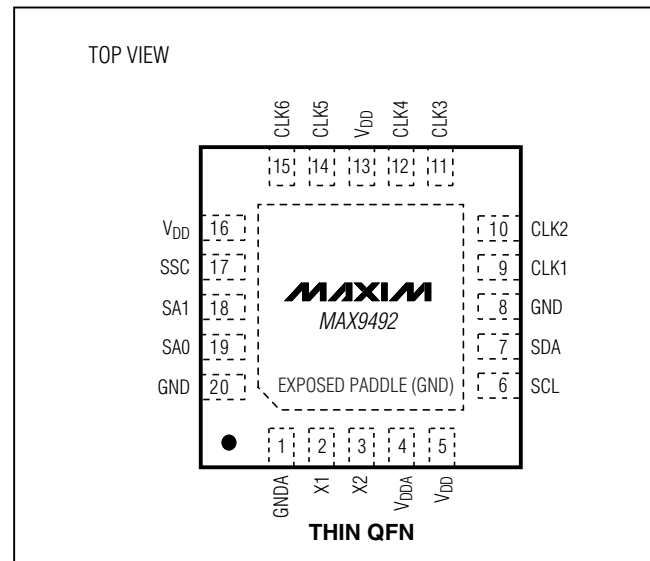 TOP VIEW
CLK6 CLK5 VDD CLK4 CLK3
15 14 13 12 11
VDD 16
SSC 17
SA1 18
SA0 19
GND 20
10 CLK2
9 CLK1
8 GND
7 SDA
6 SCL
MAXIM
MAX9492
EXPOSED PADDLE (GND)
1 2 3 4 5
GNDA X1 X2 VDDA VDD
THIN QFN